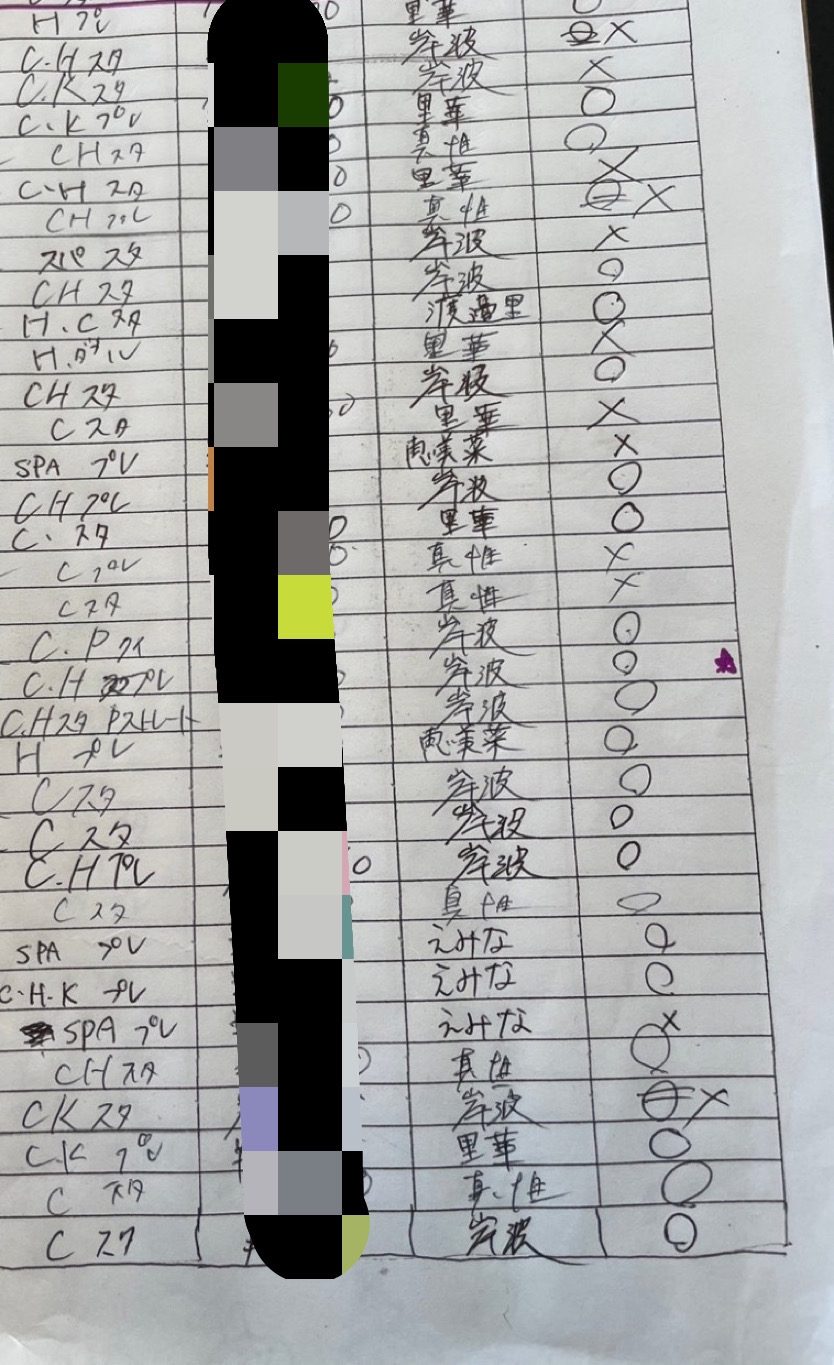 H プレ 里華 〇
C.H スタ 岸波 ×
C.K スタ 岸波 ×
C.K プレ 里華 〇
CH スタ 真惟 〇
C.H スタ 里華 ×
CH プレ 真惟 ×
スパ スタ 岸波 ×
CH スタ 岸波 〇
H.C スタ 渡邉里 〇
H.ダブル 里華 ×
CH スタ 岸波 〇
C スタ 里華 ×
SPA プレ 恵美菜 ×
CH プレ 岸波 〇
C. スタ 里華 〇
C プレ 真惟 ×
C スタ 真惟 ×
C.P クイ 岸波 〇
C.H プレ 岸波 〇
C.H スタ Pストレート 岸波 〇
H プレ 恵美菜 〇
C スタ 岸波 〇
C スタ 岸波 〇
C.H プレ 岸波 〇
C スタ 真惟 〇
SPA プレ えみな 〇
C.H.K プレ えみな 〇
SPA プレ えみな ×
CH スタ 真惟 〇
CK スタ 岸波 ×
CK プレ 里華 〇
C スタ 真惟 〇
C スタ 岸波 〇